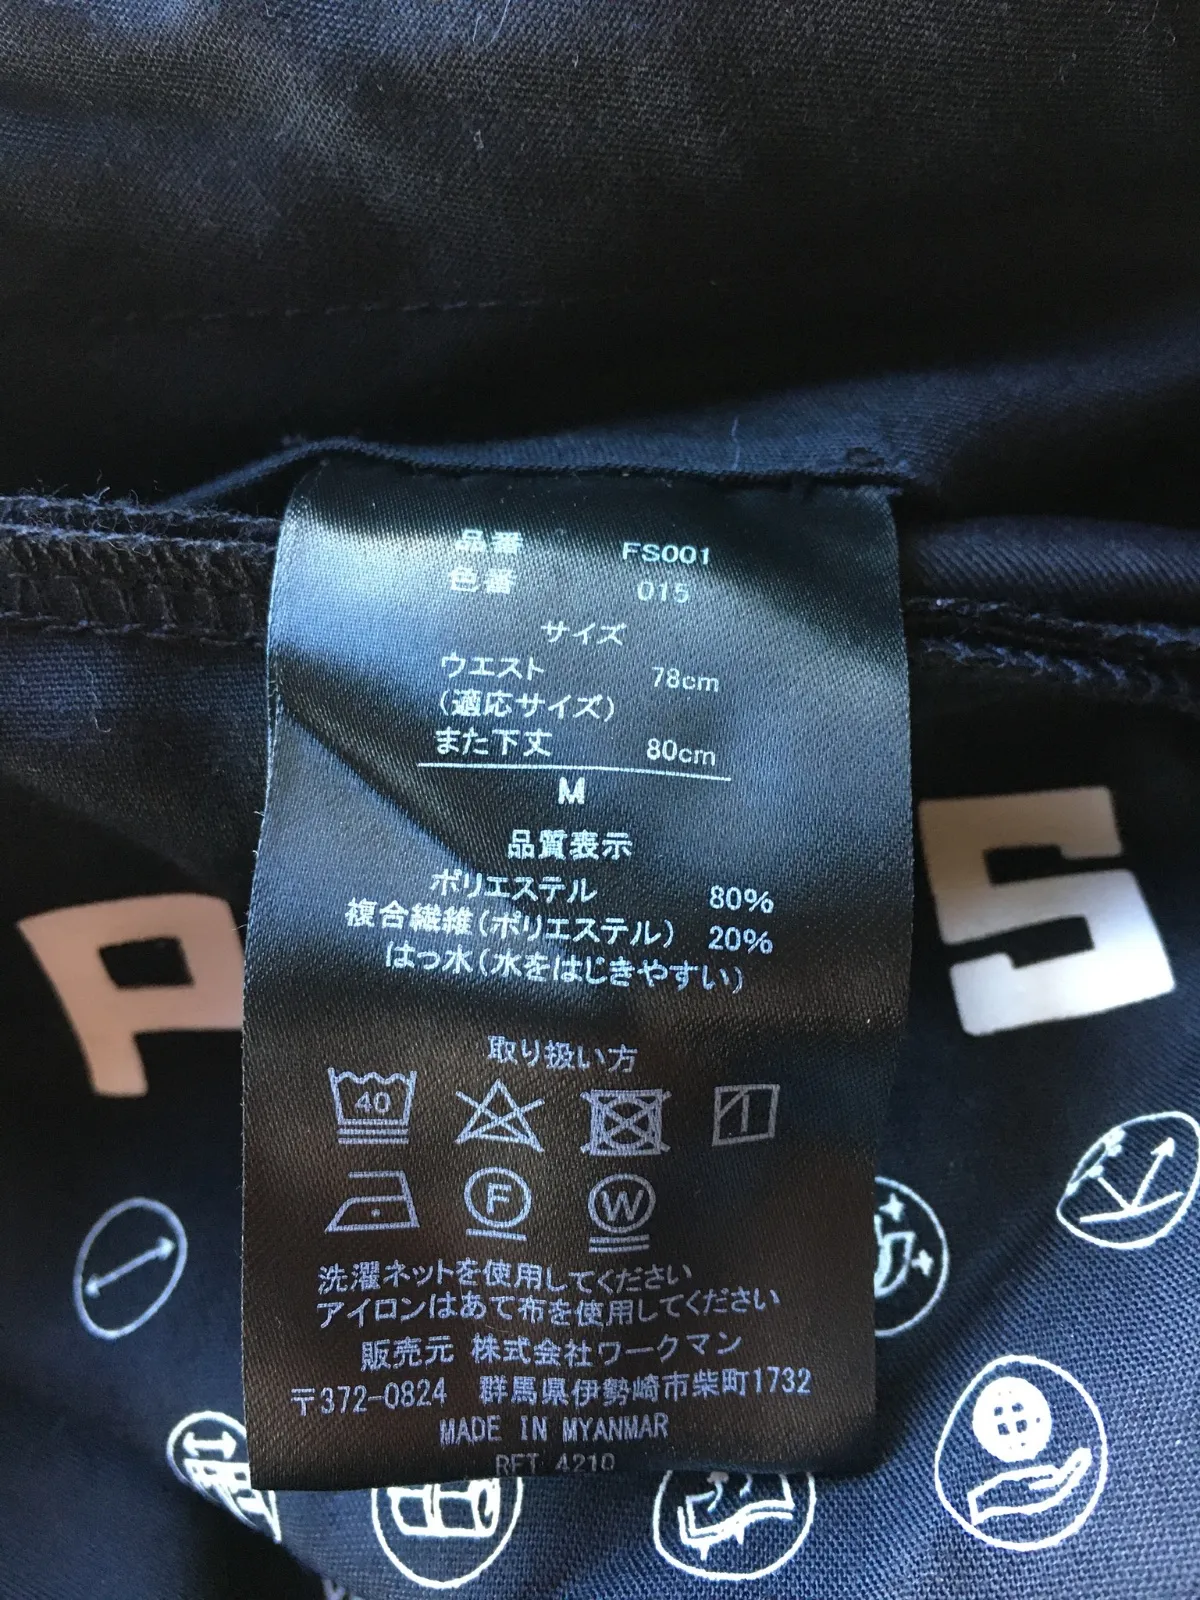 品番 FS001
色番 015
サイズ
ウエスト 78cm
(適応サイズ)
また下丈 80cm
M
品質表示
ポリエステル 80%
複合繊維(ポリエステル) 20%
はっ水(水をはじきやすい)
取り扱い方
40
F
W
洗濯ネットを使用してください
アイロンはあて布を使用してください
販売元 株式会社ワークマン
〒372-0824 群馬県伊勢崎市柴町1732
MADE IN MYANMAR
RFT 4210
P S